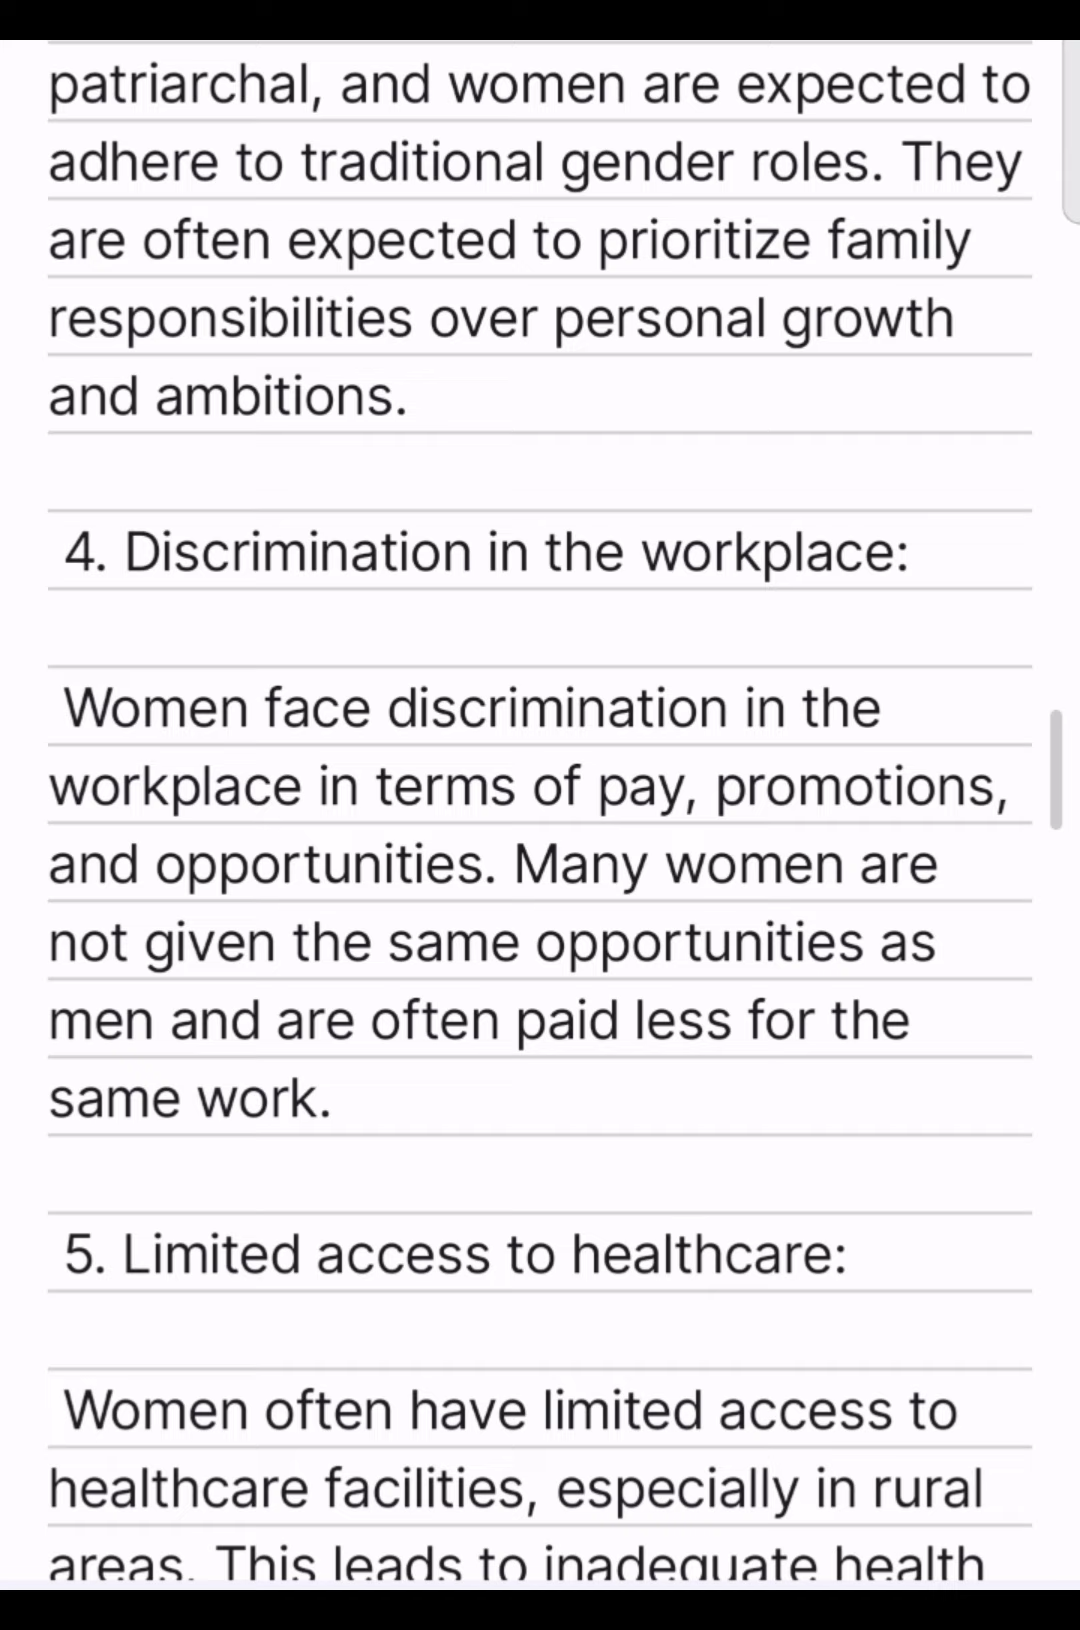 patriarchal, and women are expected to
adhere to traditional gender roles. They
are often expected to prioritize family
responsibilities over personal growth
and ambitions.
4. Discrimination in the workplace:
Women face discrimination in the
workplace in terms of pay, promotions,
and opportunities. Many women are
not given the same opportunities as
men and are often paid less for the
same work.
5. Limited access to healthcare:
Women often have limited access to
healthcare facilities, especially in rural
areas. This leads to inadequate health